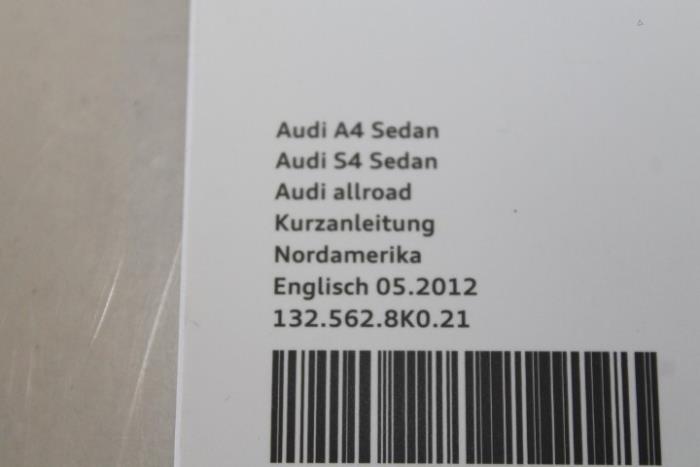 Audi A4 Sedan
Audi S4 Sedan
Audi allroad
Kurzanleitung
Nordamerika
Englisch 05.2012
132.562.8K0.21